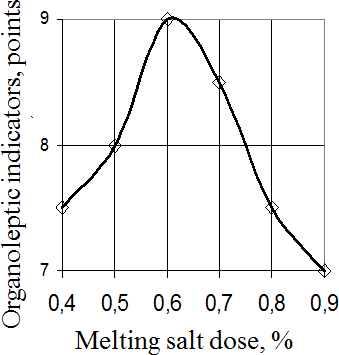 Organoleptic indicators, points
9
8
7
0,4 0,5 0,6 0,7 0,8 0,9
Melting salt dose, %